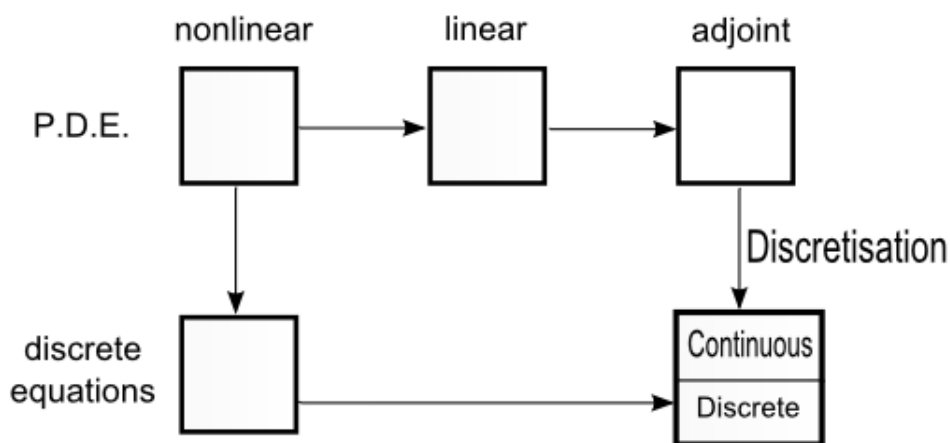 nonlinear
linear
adjoint
P.D.E.
Discretisation
discrete
equations
Continuous
Discrete